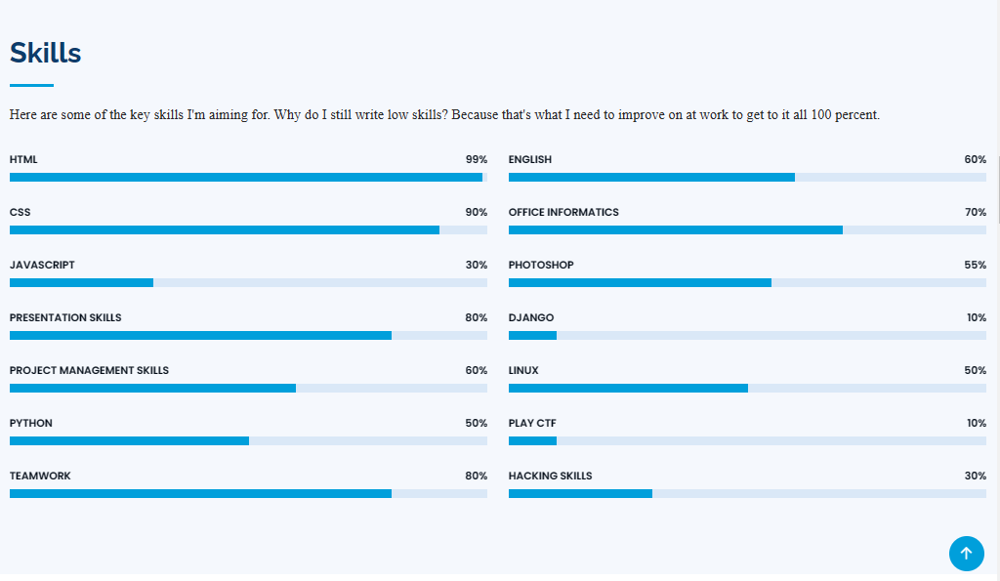 Skills
Here are some of the key skills I'm aiming for. Why do I still write low skills? Because that's what I need to improve on at work to get to it all 100 percent.
HTML 99%
CSS 90%
JAVASCRIPT 30%
PRESENTATION SKILLS 80%
PROJECT MANAGEMENT SKILLS 60%
PYTHON 50%
TEAMWORK 80%
ENGLISH 60%
OFFICE INFORMATICS 70%
PHOTOSHOP 55%
DJANGO 10%
LINUX 50%
PLAY CTF 10%
HACKING SKILLS 30%